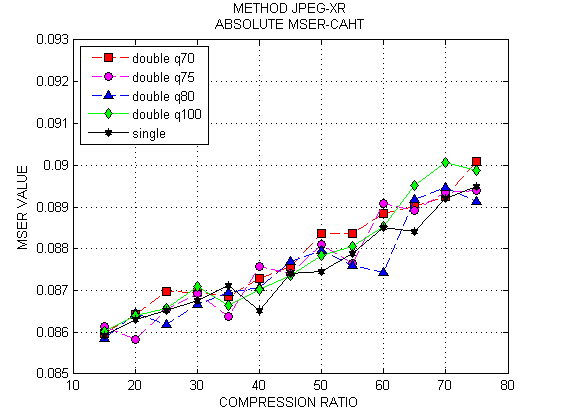 METHOD JPEG-XR
ABSOLUTE MSER-CAHT
0.093
0.092
0.091
0.09
0.089
0.088
0.087
0.086
0.085
MSER VALUE
double q70
double q75
double q80
double q100
single
10 20 30 40 50 60 70 80
COMPRESSION RATIO